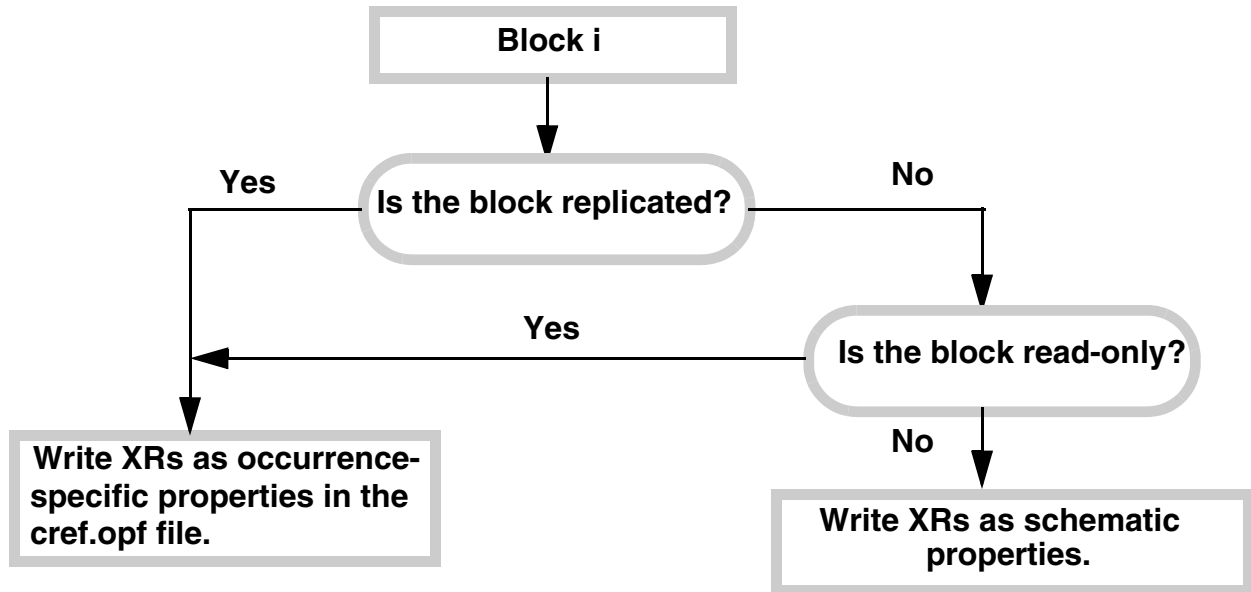 Block i
Yes
No
Is the block replicated?
Yes
Is the block read-only?
No
Write XRs as occurrence-
specific properties in the
cref.opf file.
Write XRs as schematic
properties.